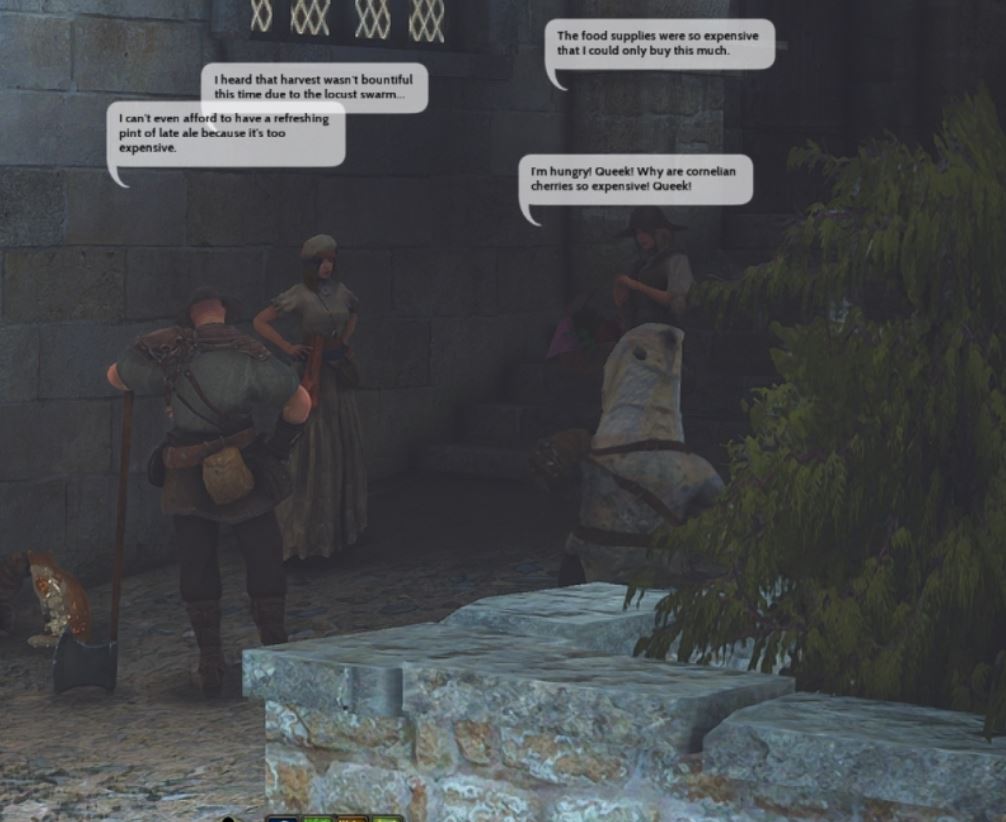 The food supplies were so expensive
that I could only buy this much.
I heard that harvest wasn't bountiful
this time due to the locust swarm...
I can't even afford to have a refreshing
pint of late ale because it's too
expensive.
I'm hungry! Queek! Why are cornelian
cherries so expensive! Queek!